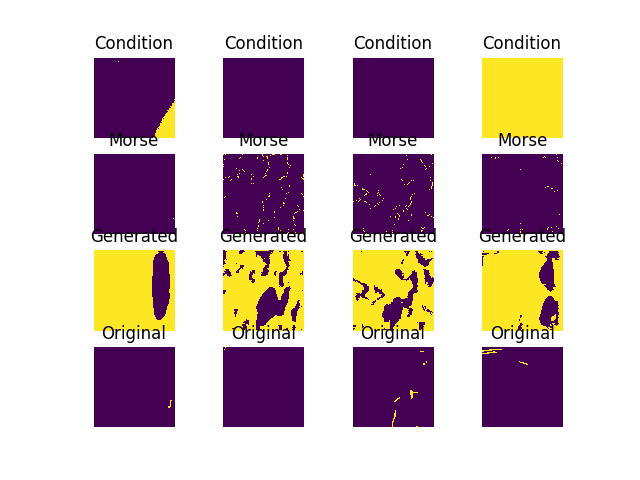 Condition Condition Condition Condition
Morse Morse Morse Morse
Generated Generated Generated Generated
Original Original Original Original